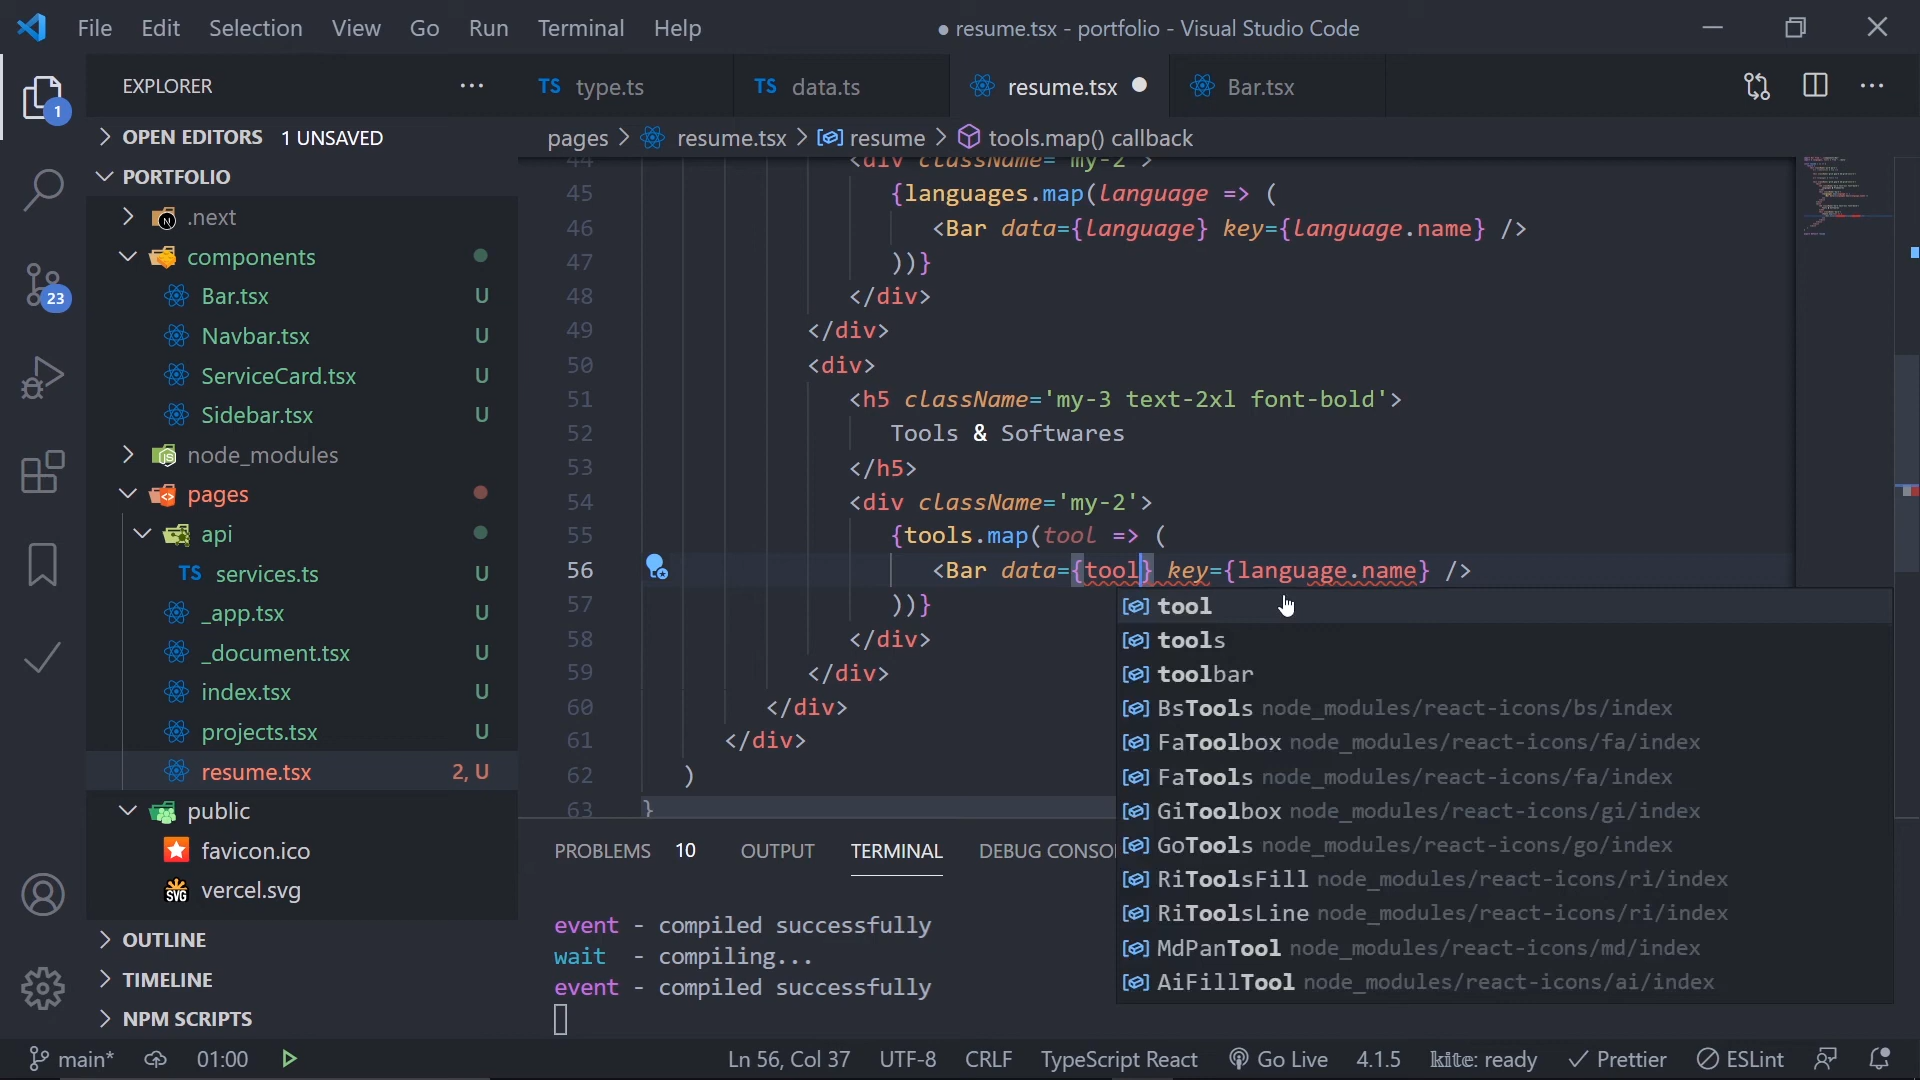 File Edit Selection View Go Run Terminal Help
● resume.tsx - portfolio - Visual Studio Code
EXPLORER
1
OPEN EDITORS 1 UNSAVED
PORTFOLIO
.next
components
Bar.tsx U
Navbar.tsx U
ServiceCard.tsx U
Sidebar.tsx U
node_modules
pages
api
TS services.ts U
_app.tsx U
_document.tsx U
index.tsx U
projects.tsx U
resume.tsx 2, U
public
favicon.ico
vercel.svg
OUTLINE
TIMELINE
NPM SCRIPTS
23
TS type.ts
TS data.ts
resume.tsx
Bar.tsx
pages > resume.tsx > resume > tools.map() callback
44 <div className='my-2'>
45 {languages.map(language => (
46 <Bar data={language} key={language.name} />
47 ))}
48 </div>
49 </div>
50 <div>
51 <h5 className='my-3 text-2xl font-bold'>
52 Tools & Softwares
53 </h5>
54 <div className='my-2'>
55 {tools.map(tool => (
56 <Bar data={tool} key={language.name} />
57 ))}
58 </div>
59 </div>
60 </div>
61 </div>
62 )
63 }
tool
tools
toolbar
BsTools node_modules/react-icons/bs/index
FaToolbox node_modules/react-icons/fa/index
FaTools node_modules/react-icons/fa/index
GiToolbox node_modules/react-icons/gi/index
GoTools node_modules/react-icons/go/index
RiToolsFill node_modules/react-icons/ri/index
RiToolsLine node_modules/react-icons/ri/index
MdPanTool node_modules/react-icons/md/index
AiFillTool node_modules/react-icons/ai/index
PROBLEMS 10 OUTPUT TERMINAL DEBUG CONSO
event - compiled successfully
wait - compiling...
event - compiled successfully
main* 01:00 Ln 56, Col 37 UTF-8 CRLF TypeScript React Go Live 4.1.5 kite: ready Prettier ESLint